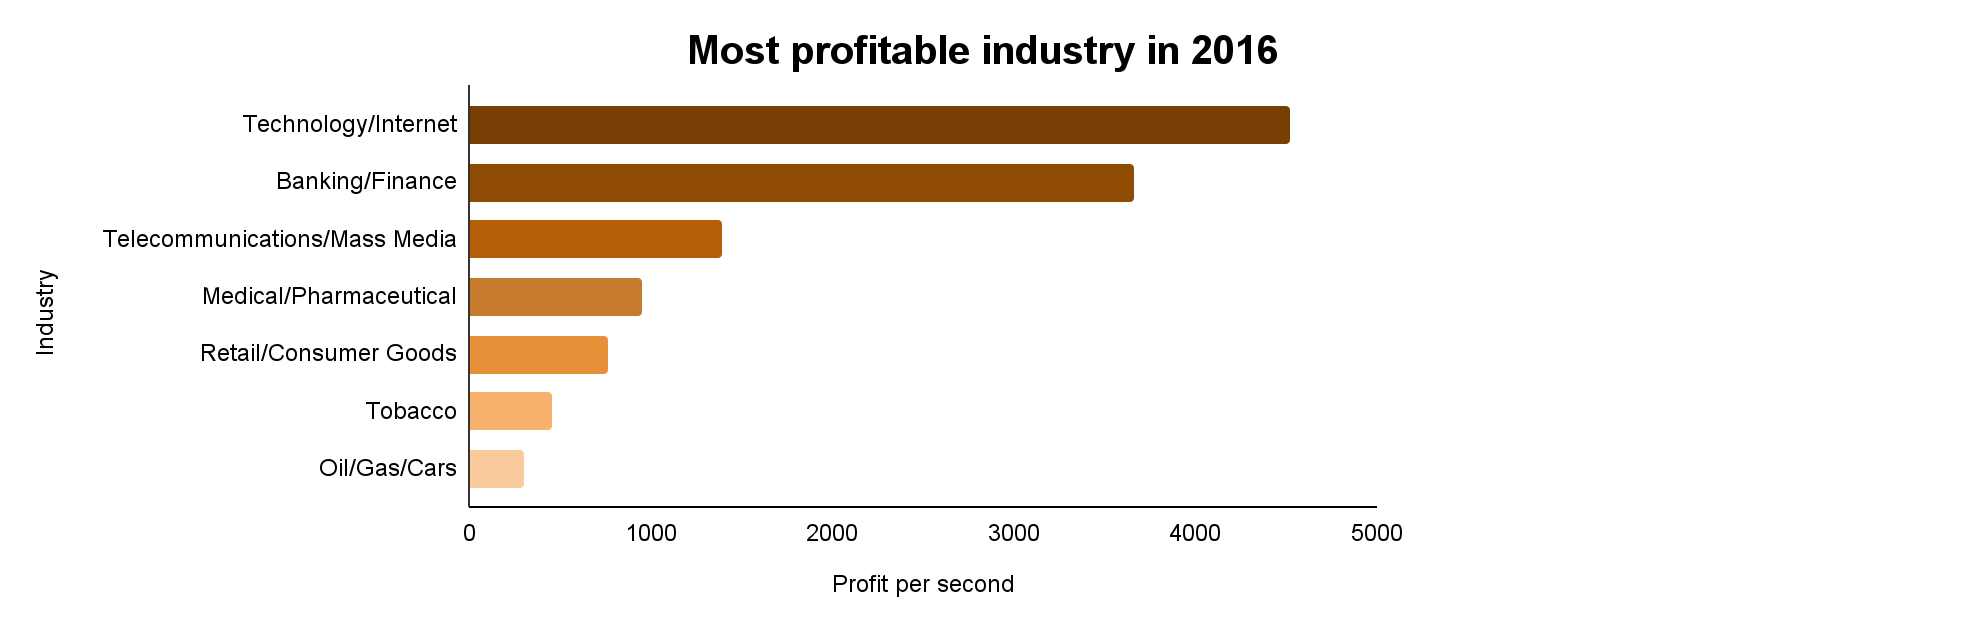 Most profitable industry in 2016
Industry
Technology/Internet
Banking/Finance
Telecommunications/Mass Media
Medical/Pharmaceutical
Retail/Consumer Goods
Tobacco
Oil/Gas/Cars
0 1000 2000 3000 4000 5000
Profit per second